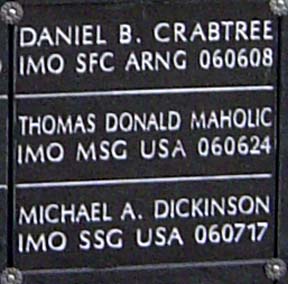 DANIEL B. CRABTREE
IMO SFC ARNG 060608
THOMAS DONALD MAHOLIC
IMO MSG USA 060624
MICHAEL A. DICKINSON
IMO SSG USA 060717